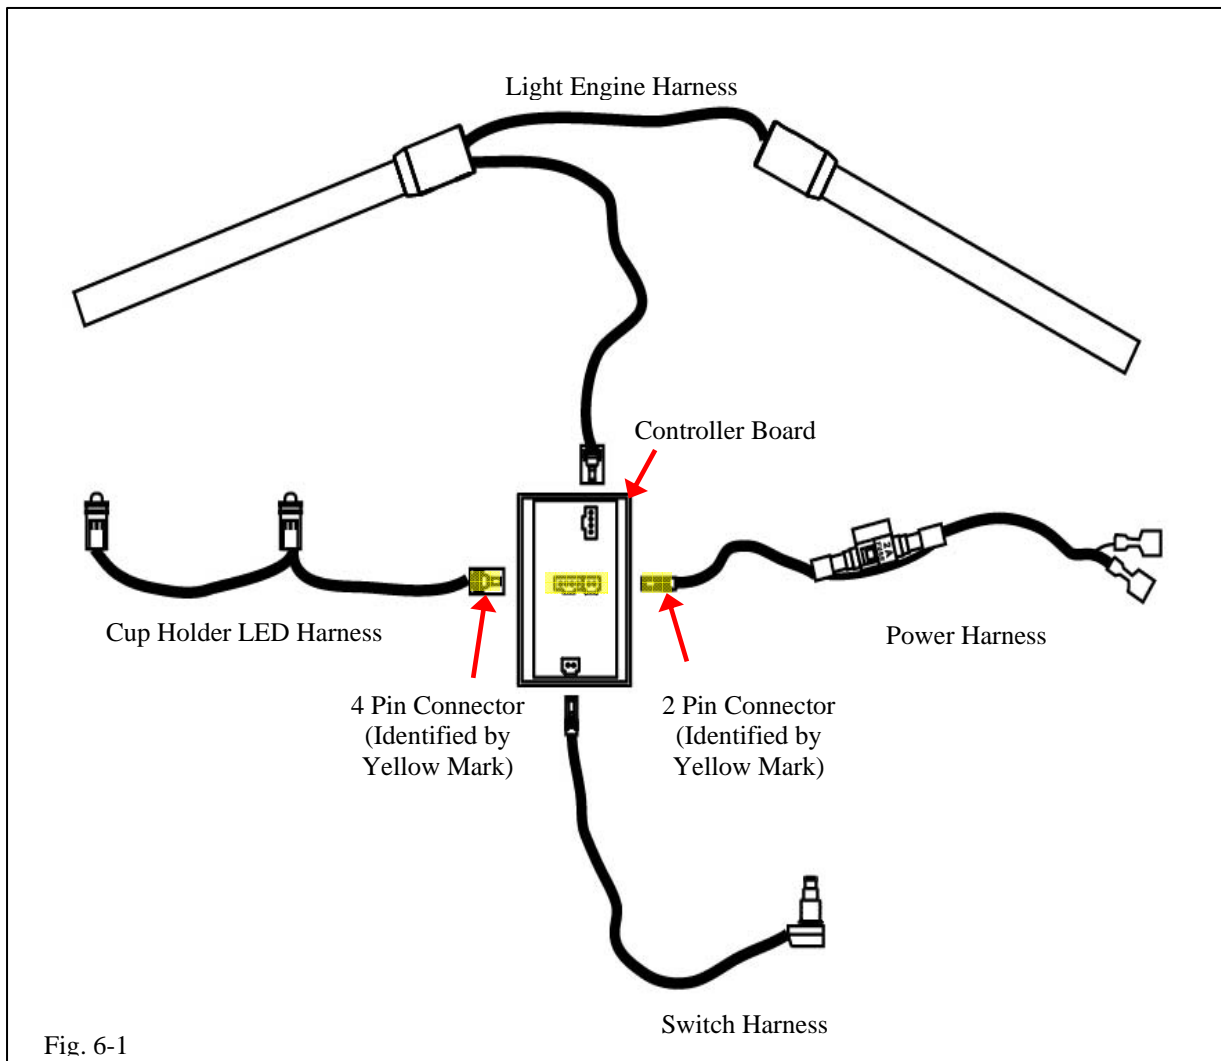 Light Engine Harness
Controller Board
2A
Cup Holder LED Harness
Power Harness
4 Pin Connector
(Identified by
Yellow Mark)
2 Pin Connector
(Identified by
Yellow Mark)
Switch Harness
Fig. 6-1